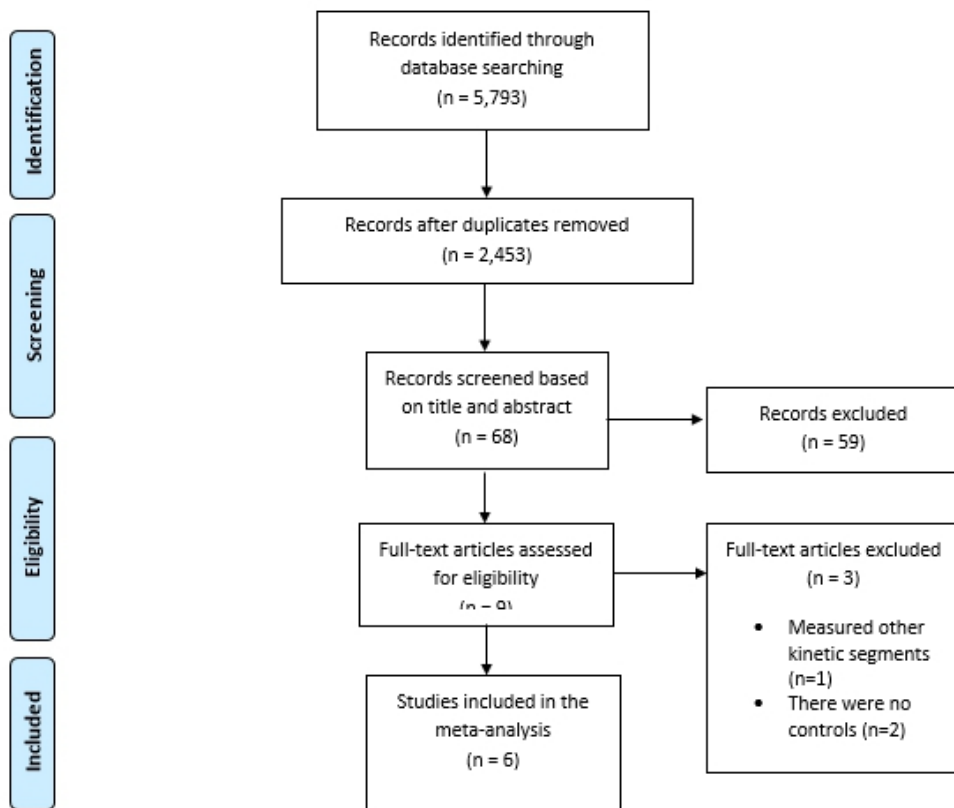 Identification
Records identified through
database searching
(n = 5,793)
Screening
Records after duplicates removed
(n = 2,453)
Records screened based
on title and abstract
(n = 68)
Records excluded
(n = 59)
Eligibility
Full-text articles assessed
for eligibility
(n = 9)
Full-text articles excluded
(n = 3)
• Measured other
kinetic segments
(n=1)
• There were no
controls (n=2)
Included
Studies included in the
meta-analysis
(n = 6)